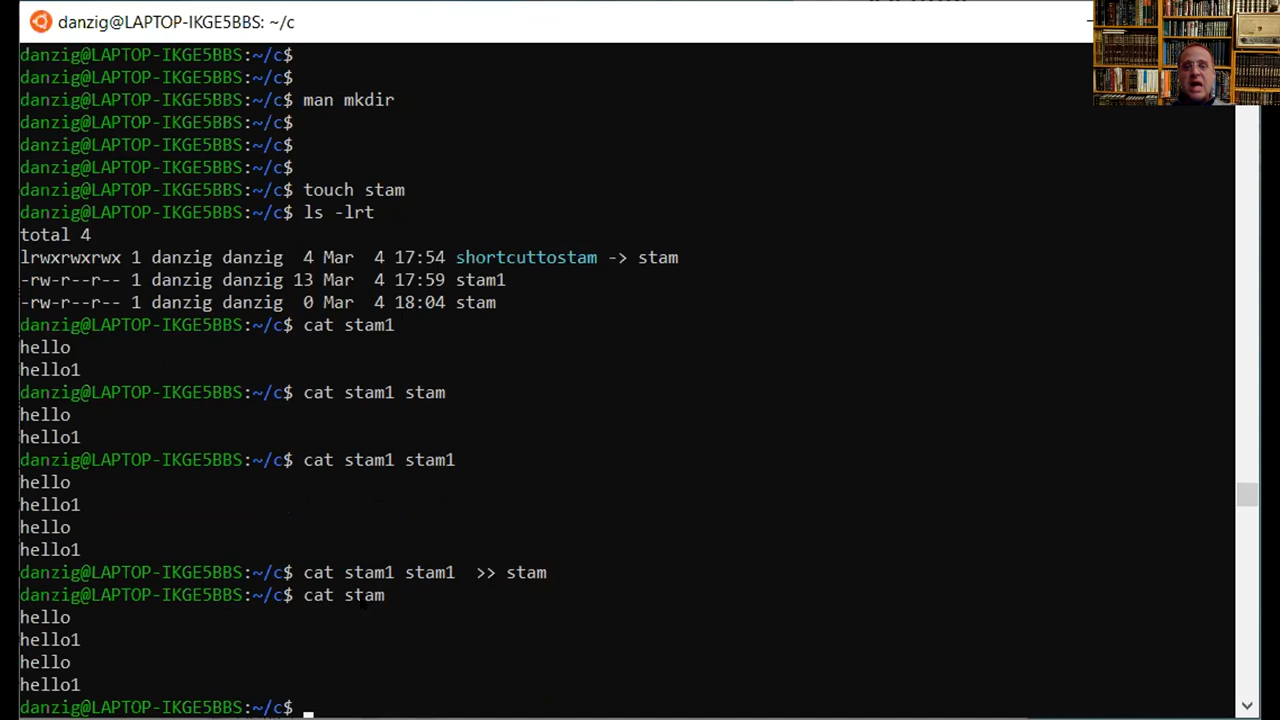 danzig@LAPTOP-IKGE5BBS: ~/c
danzig@LAPTOP-IKGE5BBS:~/c$
danzig@LAPTOP-IKGE5BBS:~/c$
danzig@LAPTOP-IKGE5BBS:~/c$ man mkdir
danzig@LAPTOP-IKGE5BBS:~/c$
danzig@LAPTOP-IKGE5BBS:~/c$
danzig@LAPTOP-IKGE5BBS:~/c$
danzig@LAPTOP-IKGE5BBS:~/c$ touch stam
danzig@LAPTOP-IKGE5BBS:~/c$ ls -lrt
total 4
lrwxrwxrwx 1 danzig danzig  4 Mar  4 17:54 shortcuttostam -> stam
-rw-r--r-- 1 danzig danzig 13 Mar  4 17:59 stam1
-rw-r--r-- 1 danzig danzig  0 Mar  4 18:04 stam
danzig@LAPTOP-IKGE5BBS:~/c$ cat stam1
hello
hello1
danzig@LAPTOP-IKGE5BBS:~/c$ cat stam1 stam
hello
hello1
danzig@LAPTOP-IKGE5BBS:~/c$ cat stam1 stam1
hello
hello1
hello
hello1
danzig@LAPTOP-IKGE5BBS:~/c$ cat stam1 stam1  >> stam
danzig@LAPTOP-IKGE5BBS:~/c$ cat stam
hello
hello1
hello
hello1
danzig@LAPTOP-IKGE5BBS:~/c$